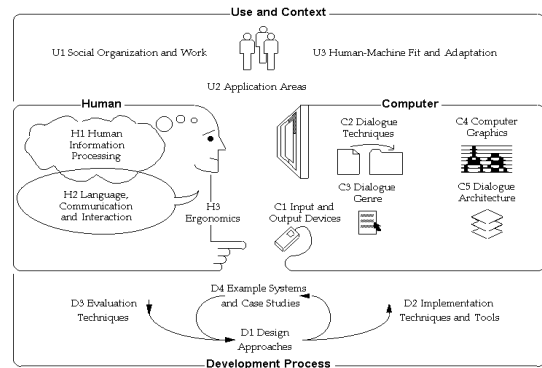 Use and Context
U1 Social Organization and Work
U3 Human-Machine Fit and Adaptation
U2 Application Areas
Human
H1 Human
Information
Processing
H2 Language,
Communication
and Interaction
H3
Ergonomics
Computer
C2 Dialogue
Techniques
C4 Computer
Graphics
Aa
C3 Dialogue
Genre
C5 Dialogue
Architecture
C1 Input and
Output Devices
D3 Evaluation
Techniques
D4 Example Systems
and Case Studies
D2 Implementation
Techniques and Tools
D1 Design
Approaches
Development Process